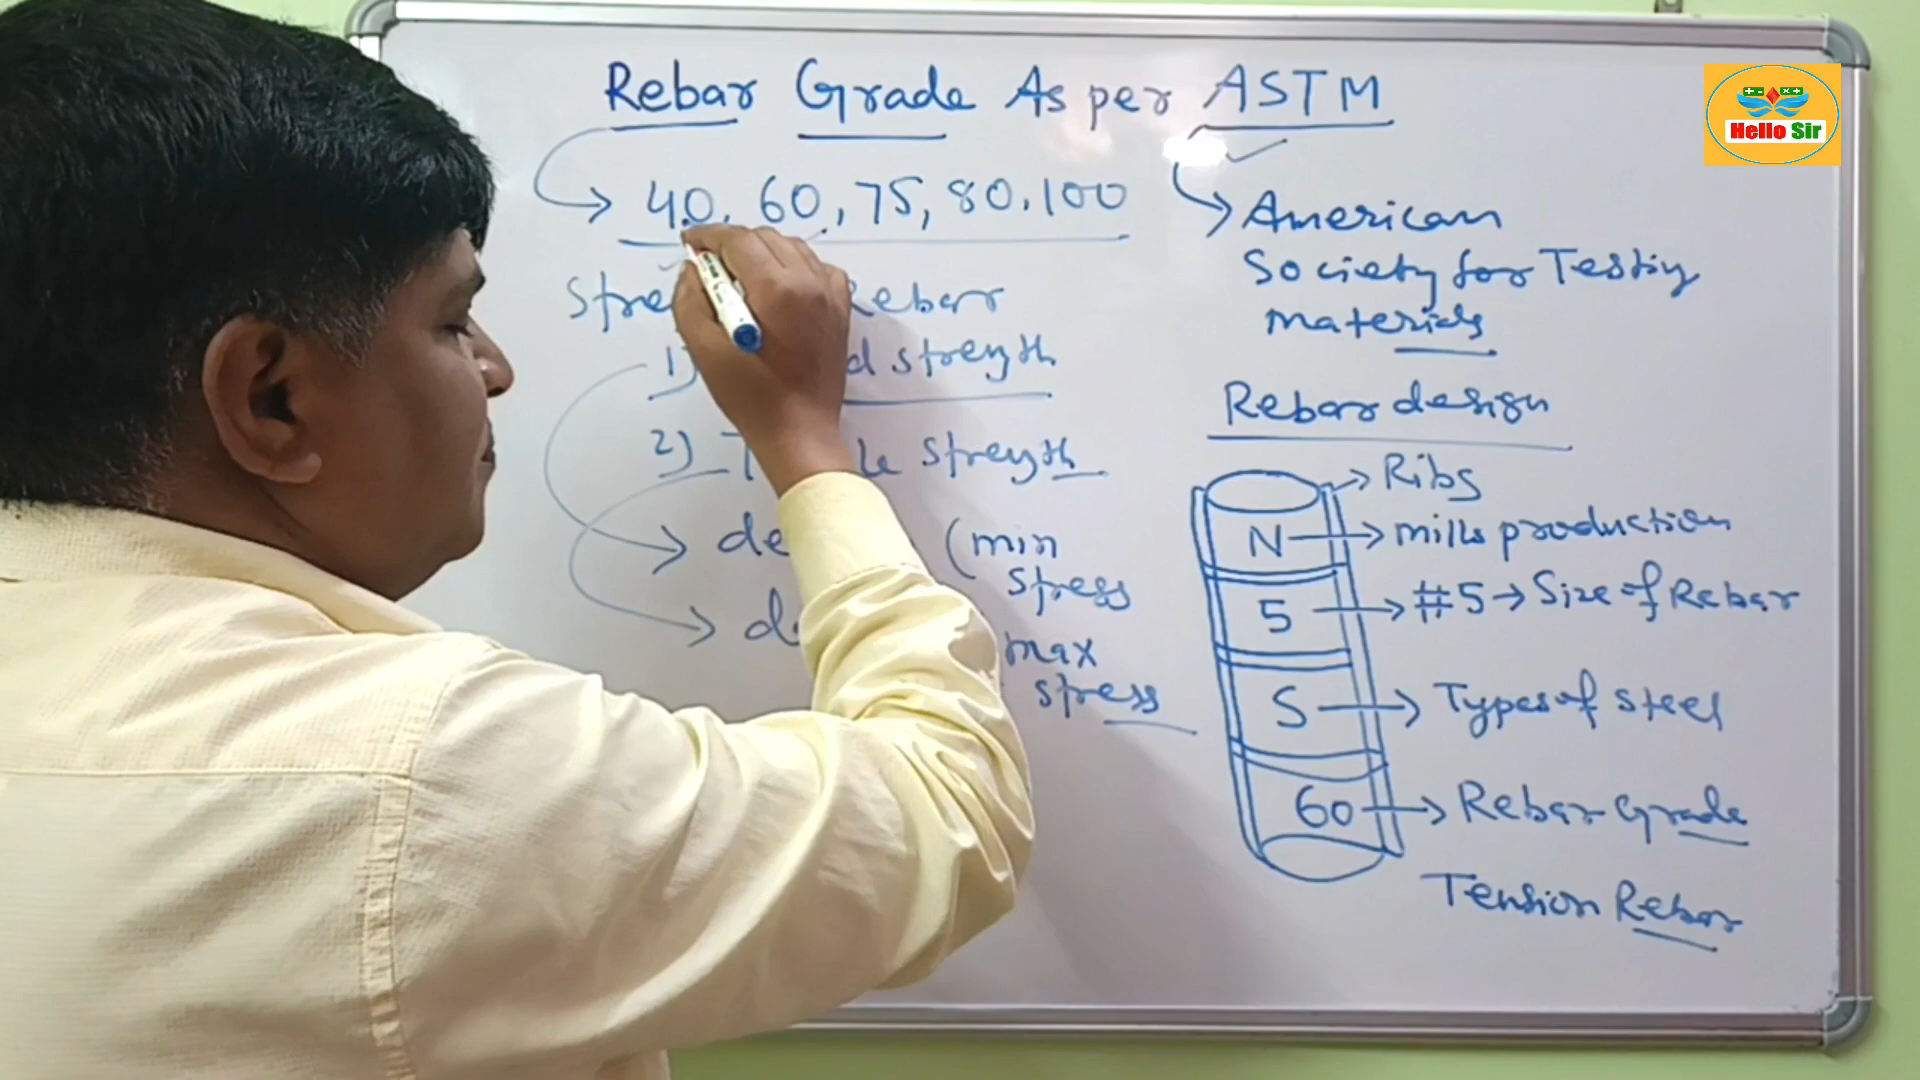 Rebar Grade As per ASTM
40, 60, 75, 80, 100
Rebar
1) strength
2) strength
(min
stress
max
stress
American
Society for Testing
materials
Rebar design
Ribs
N → mills production
5 → #5 → Size of Rebar
S → Types of steel
60 → Rebar Grade
Tension Rebar
+ - × +
Hello Sir